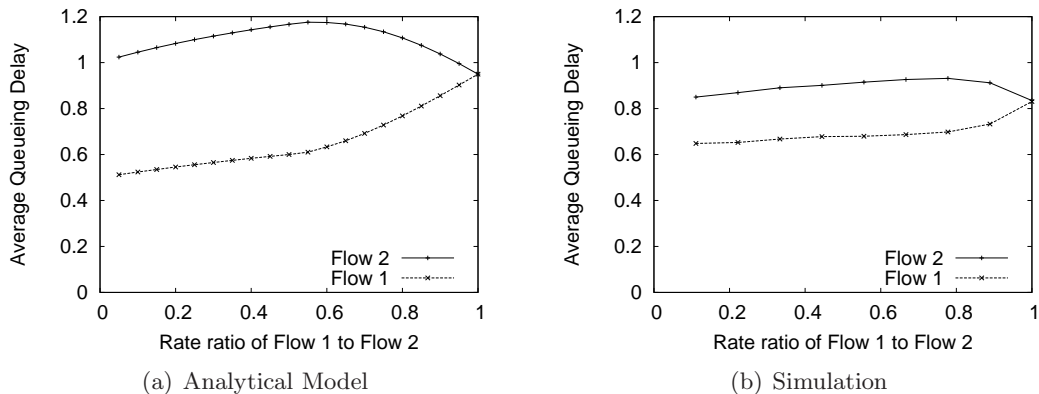 1.2
1
0.8
0.6
0.4
0.2
0
Average Queueing Delay
Flow 2
Flow 1
0 0.2 0.4 0.6 0.8 1
Rate ratio of Flow 1 to Flow 2
(a) Analytical Model
1.2
1
0.8
0.6
0.4
0.2
0
Average Queueing Delay
Flow 2
Flow 1
0 0.2 0.4 0.6 0.8 1
Rate ratio of Flow 1 to Flow 2
(b) Simulation